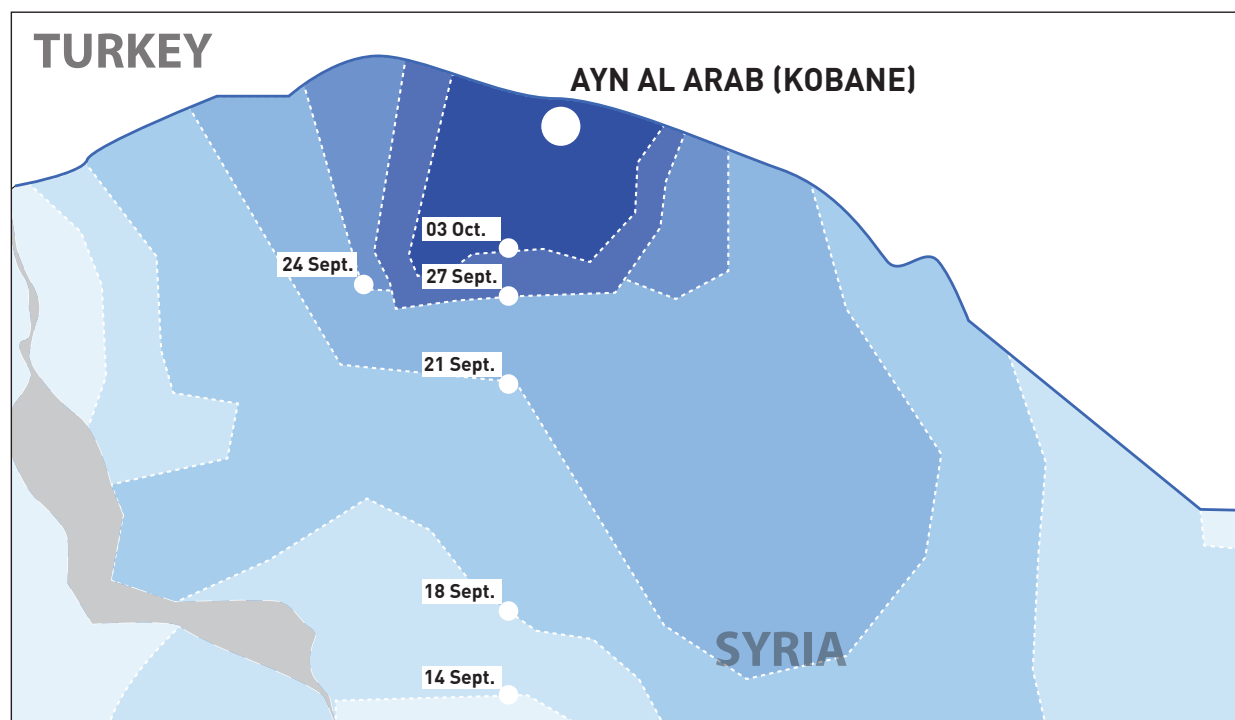 TURKEY
AYN AL ARAB (KOBANE)
03 Oct.
24 Sept.
27 Sept.
21 Sept.
18 Sept.
SYRIA
14 Sept.